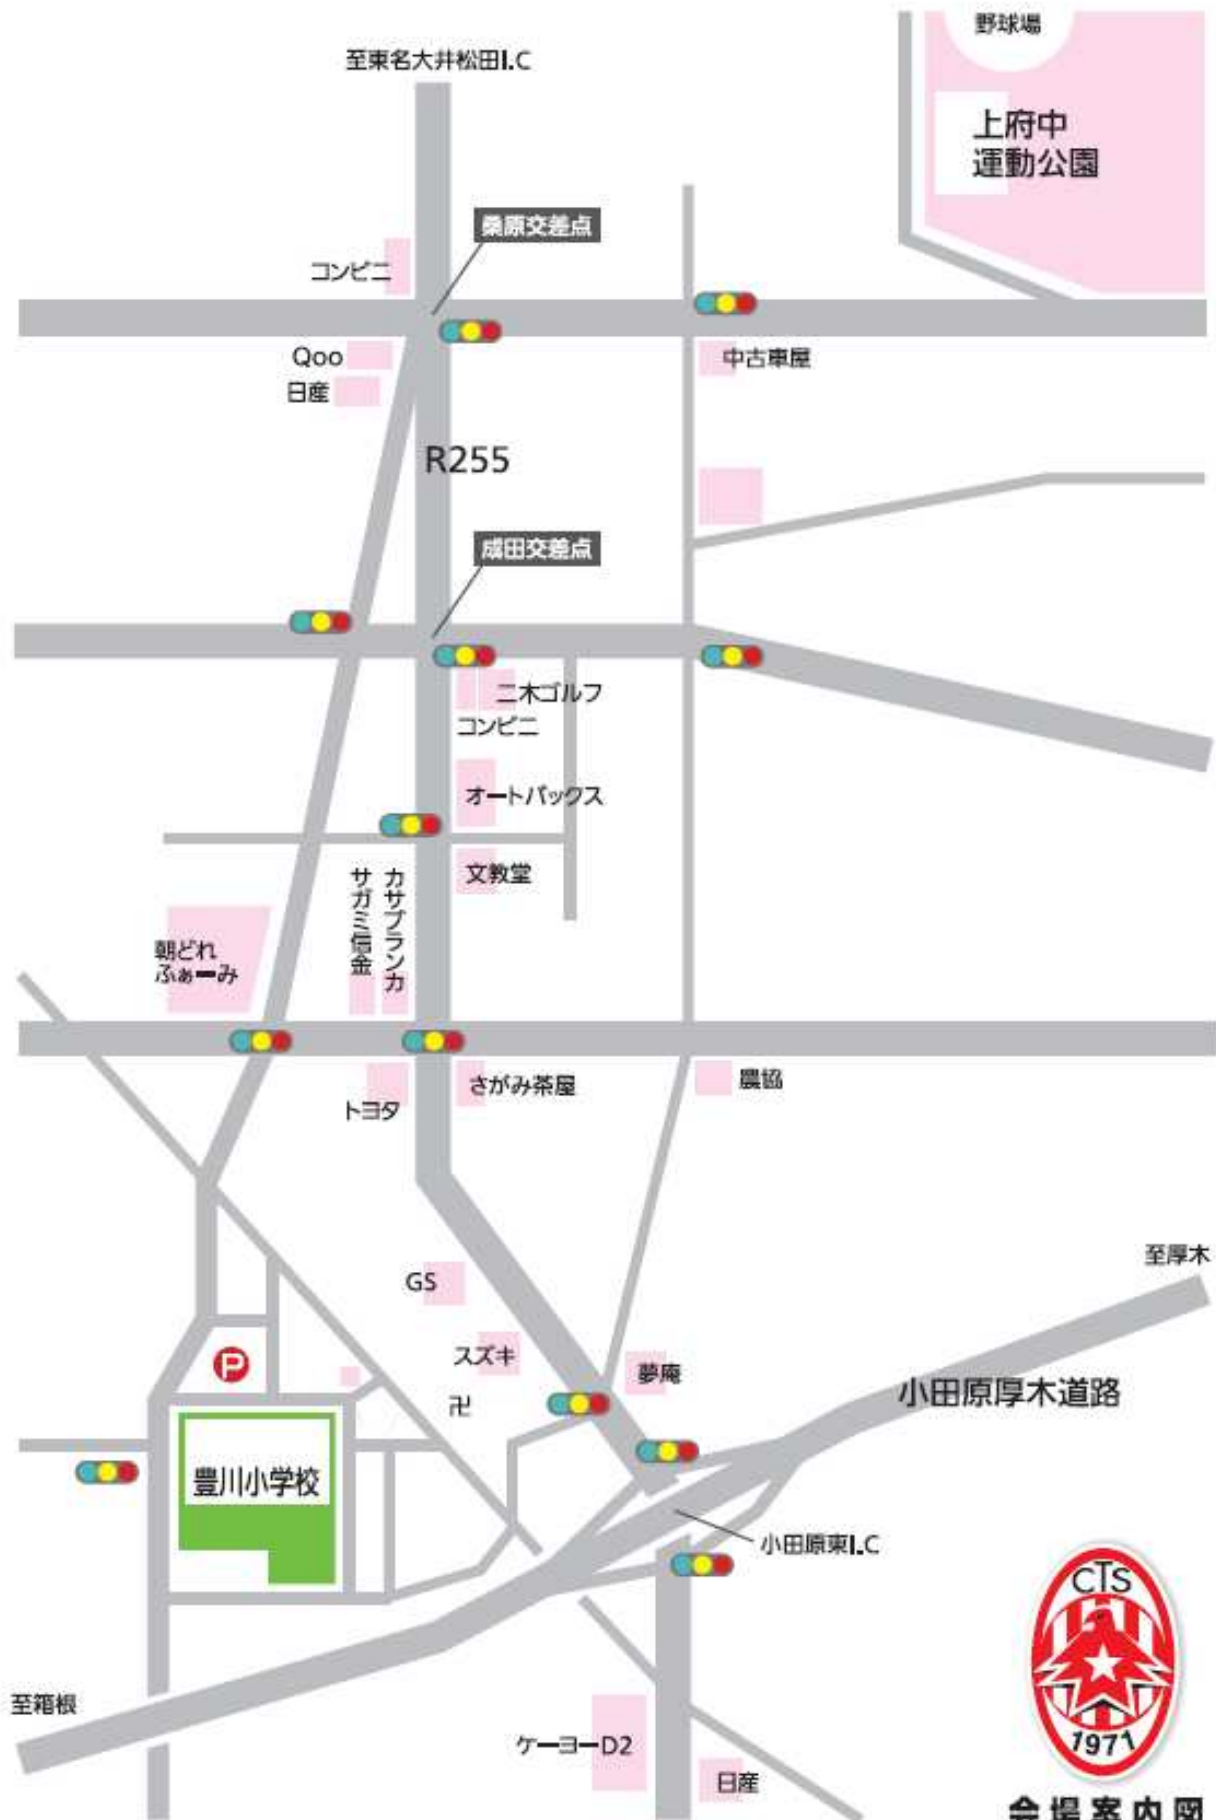 野球場
至東名大井松田I.C
上府中
運動公園
桑原交差点
コンビニ
Qoo
中古車屋
日産
R255
成田交差点
二木ゴルフ
コンビニ
オートバックス
文教堂
サガミ信金
カサブランカ
朝どれ
ふぁーみ
さがみ茶屋
農協
トヨタ
至厚木
GS
スズキ
夢庵
P
卍
小田原厚木道路
豊川小学校
小田原東I.C
CTS
1971
至箱根
ケーヨーD2
日産
会場案内図